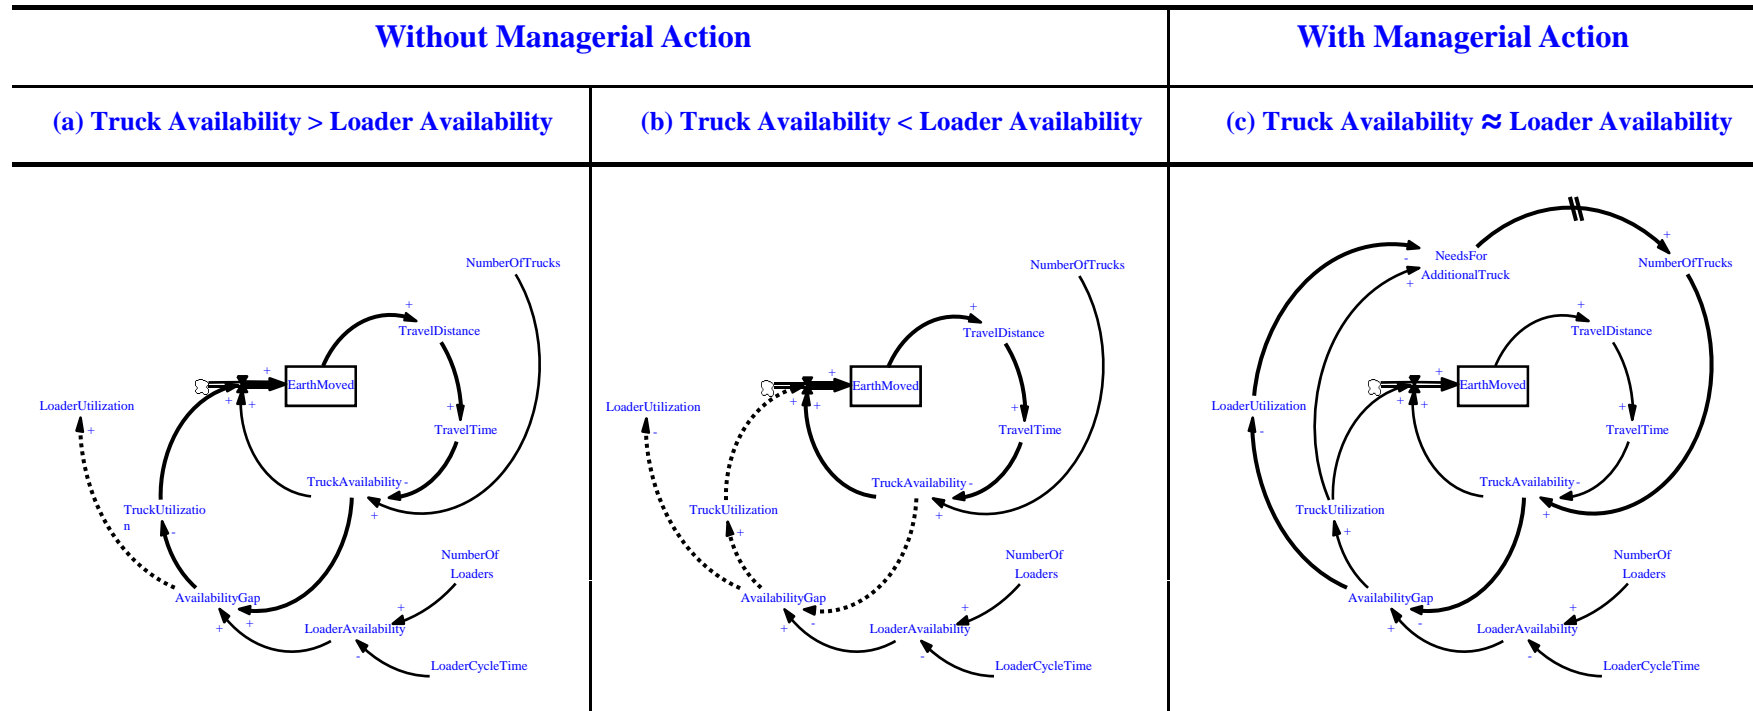 Without Managerial Action
With Managerial Action
(a) Truck Availability > Loader Availability
(b) Truck Availability < Loader Availability
(c) Truck Availability ≈ Loader Availability
NumberOfTrucks
+
TravelDistance
+
EarthMoved
+
+
LoaderUtilization
+
+
TravelTime
TruckAvailability
-
+
TruckUtilizatio
n
-
NumberOf
Loaders
AvailabilityGap
+
+
+
LoaderAvailability
-
LoaderCycleTime
NumberOfTrucks
+
TravelDistance
+
EarthMoved
+
+
LoaderUtilization
-
+
TravelTime
TruckAvailability
-
+
TruckUtilization
+
NumberOf
Loaders
AvailabilityGap
-
+
+
LoaderAvailability
-
LoaderCycleTime
+
NeedsFor
AdditionalTruck
-
+
NumberOfTrucks
+
TravelDistance
+
EarthMoved
+
+
LoaderUtilization
-
+
TravelTime
TruckAvailability
-
+
TruckUtilization
+
NumberOf
Loaders
AvailabilityGap
-
+
+
LoaderAvailability
-
LoaderCycleTime